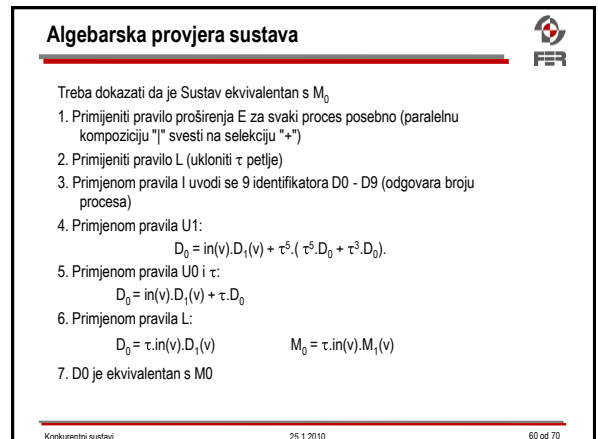 Algebarska provjera sustava
FER
Treba dokazati da je Sustav ekvivalentan s M₀
1. Primijeniti pravilo proširenja E za svaki proces posebno (paralelnu
kompoziciju "|" svesti na selekciju "+")
2. Primijeniti pravilo L (ukloniti τ petlje)
3. Primjenom pravila I uvodi se 9 identifikatora D0 - D9 (odgovara broju
procesa)
4. Primjenom pravila U1:
D₀ = in(v).D₁(v) + τ⁵.( τ⁵.D₀ + τ³.D₀).
5. Primjenom pravila U0 i τ:
D₀ = in(v).D₁(v) + τ.D₀
6. Primjenom pravila L:
D₀ = τ.in(v).D₁(v) M₀ = τ.in(v).M₁(v)
7. D0 je ekvivalentan s M0
Konkurentni sustavi 25.1.2010 60 od 70